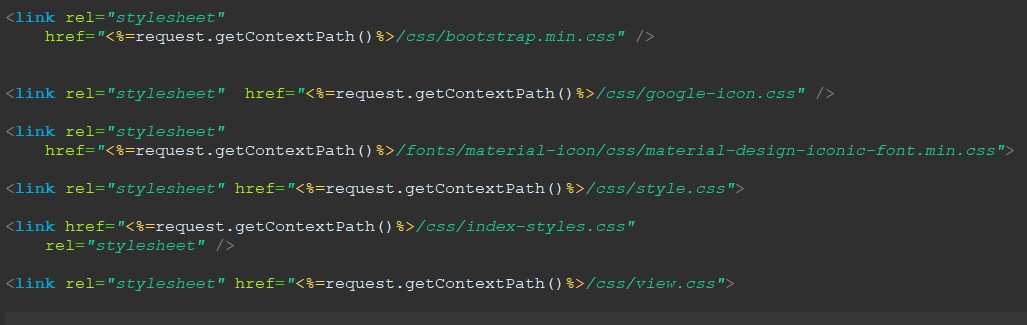 <link rel="stylesheet"
href="<%=request.getContextPath()%>/css/bootstrap.min.css" />
<link rel="stylesheet"  href="<%=request.getContextPath()%>/css/google-icon.css" />
<link rel="stylesheet"
href="<%=request.getContextPath()%>/fonts/material-icon/css/material-design-iconic-font.min.css">
<link rel="stylesheet" href="<%=request.getContextPath()%>/css/style.css">
<link href="<%=request.getContextPath()%>/css/index-styles.css"
rel="stylesheet" />
<link rel="stylesheet" href="<%=request.getContextPath()%>/css/view.css">